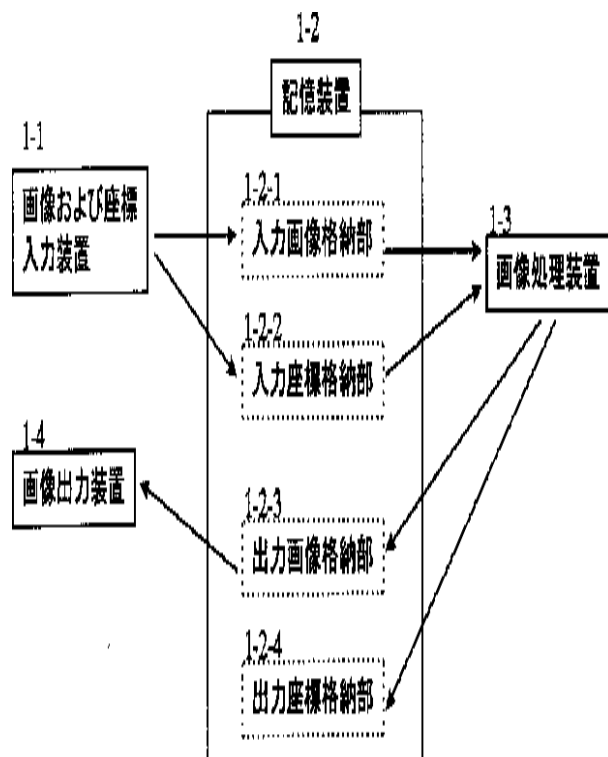 1-2
記憶装置
1-1
画像および座標
入力装置
1-2-1
入力画像格納部
1-3
画像処理装置
1-2-2
入力座標格納部
1-4
画像出力装置
1-2-3
出力画像格納部
1-2-4
出力座標格納部